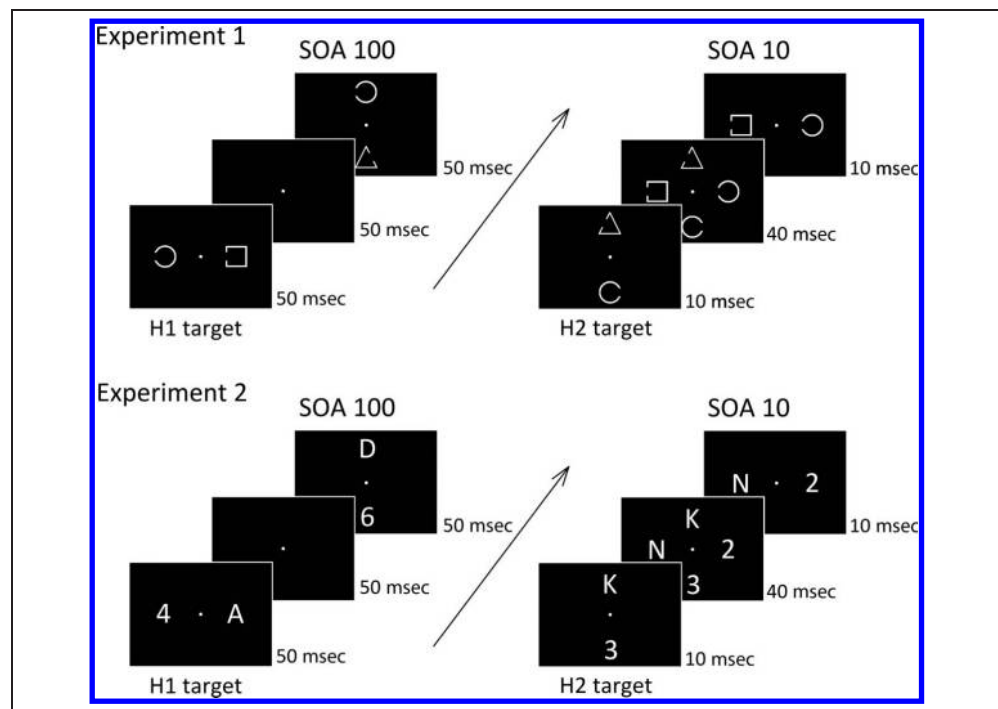 Experiment 1
SOA 100
SOA 10
50 msec
50 msec
50 msec
H1 target
10 msec
40 msec
10 msec
H2 target
Experiment 2
SOA 100
SOA 10
D
6
50 msec
50 msec
4 · A
50 msec
H1 target
N · 2
10 msec
K
N · 2
3
40 msec
K
3
10 msec
H2 target